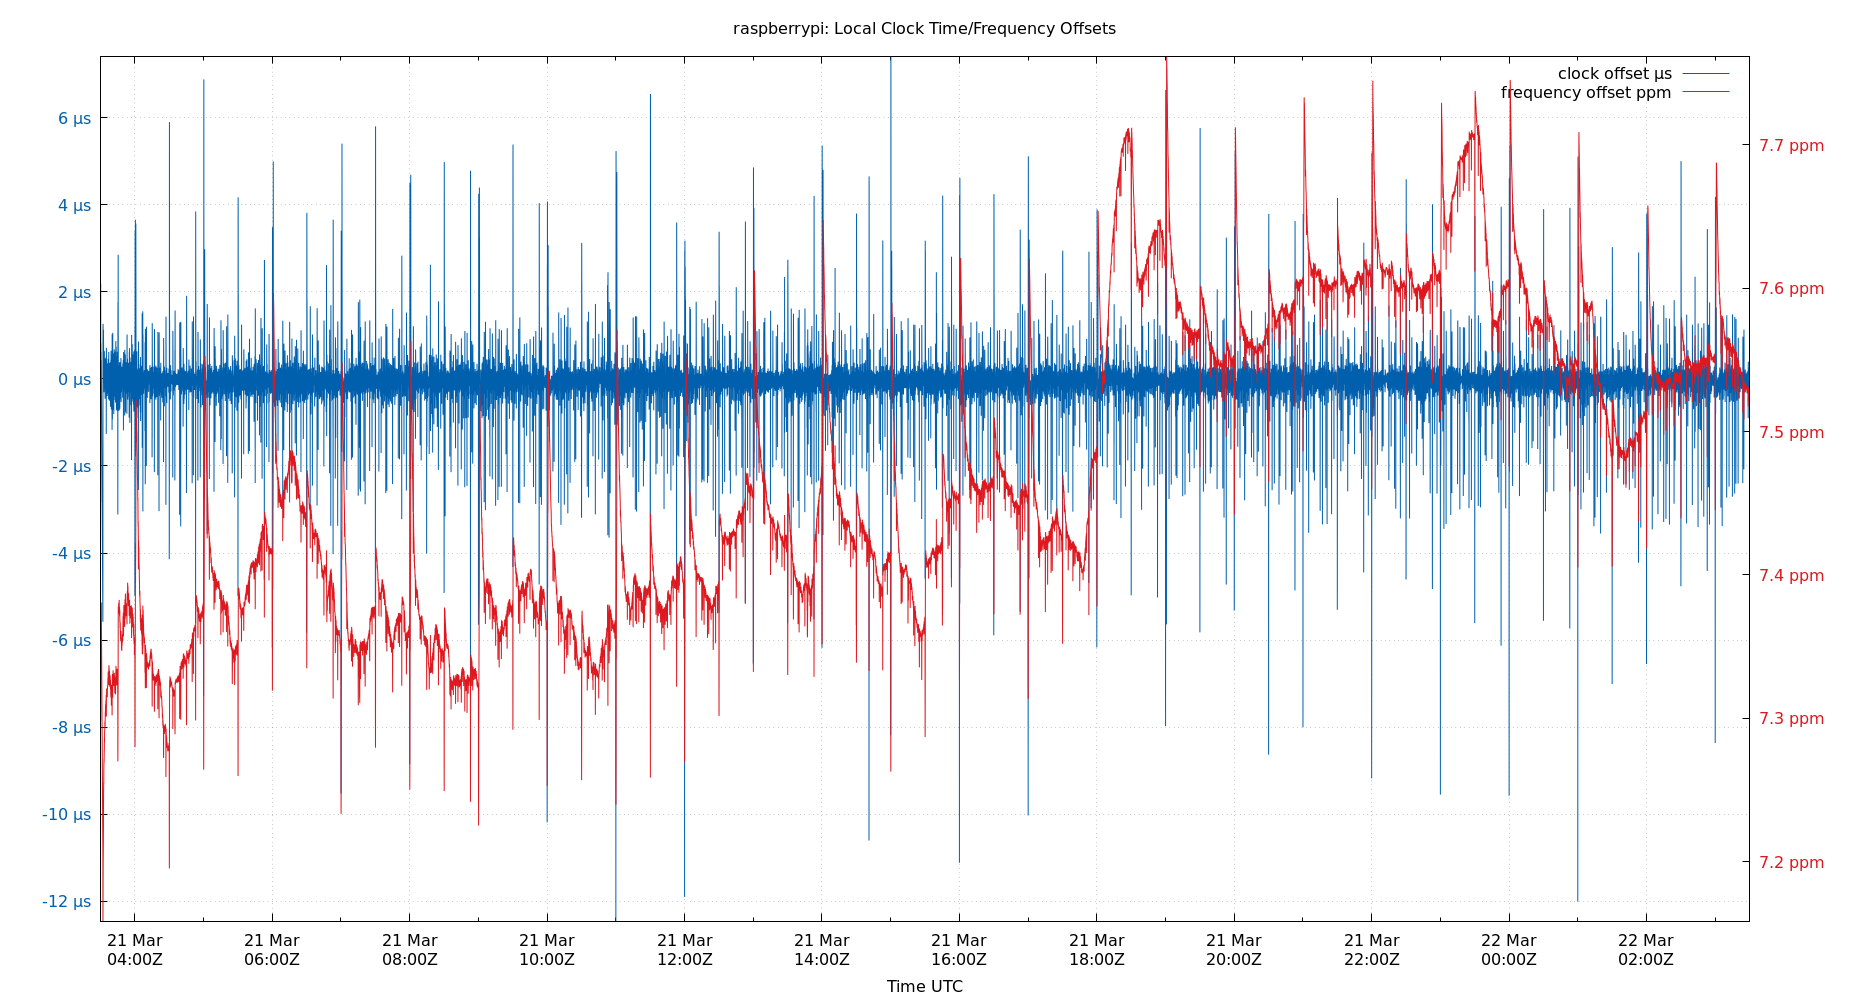 raspberrypi: Local Clock Time/Frequency Offsets
clock offset µs
frequency offset ppm
6 µs
4 µs
2 µs
0 µs
-2 µs
-4 µs
-6 µs
-8 µs
-10 µs
-12 µs
7.7 ppm
7.6 ppm
7.5 ppm
7.4 ppm
7.3 ppm
7.2 ppm
21 Mar 21 Mar 21 Mar 21 Mar 21 Mar 21 Mar 21 Mar 21 Mar 21 Mar 21 Mar 22 Mar 22 Mar
04:00Z 06:00Z 08:00Z 10:00Z 12:00Z 14:00Z 16:00Z 18:00Z 20:00Z 22:00Z 00:00Z 02:00Z
Time UTC